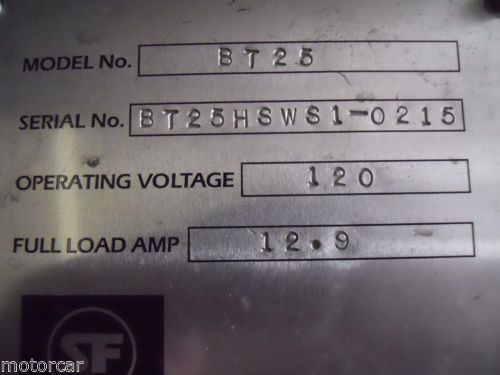 MODEL No. BT25
SERIAL No. BT25HSWS1-0215
OPERATING VOLTAGE 120
FULL LOAD AMP 12.9
SF
motorcar